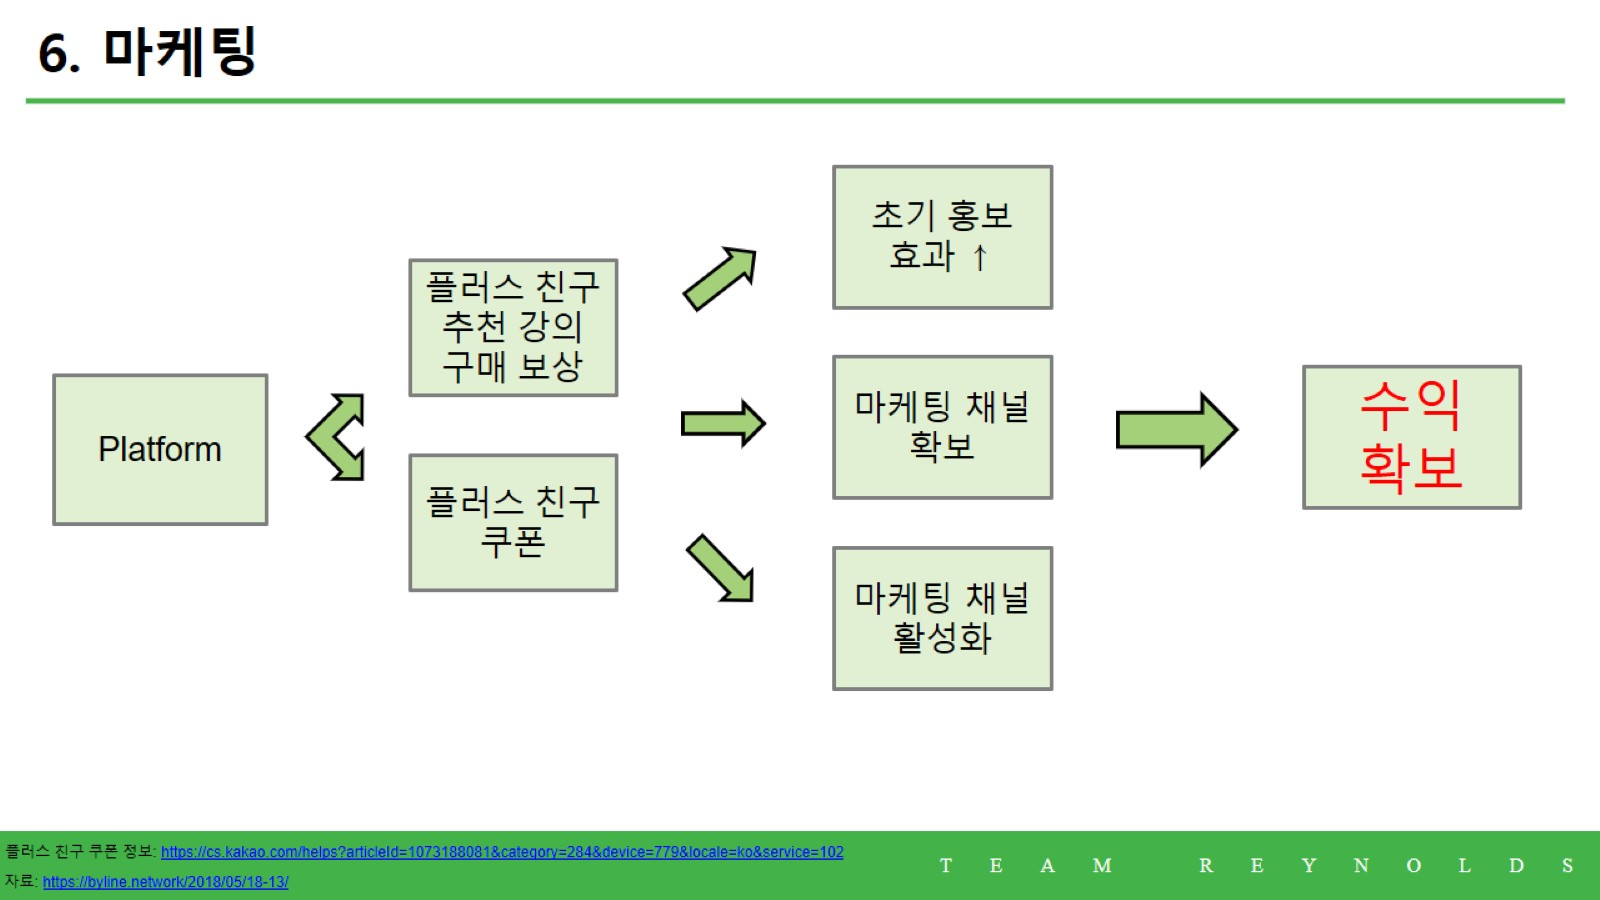 6. 마케팅
Platform
플러스 친구
추천 강의
구매 보상
플러스 친구
쿠폰
초기 홍보
효과 ↑
마케팅 채널
확보
마케팅 채널
활성화
수익
확보
플러스 친구 쿠폰 정보: https://cs.kakao.com/helps?articleId=1073188081&category=284&device=779&locale=ko&service=102
자료: https://byline.network/2018/05/18-13/
TEAM REYNOLDS